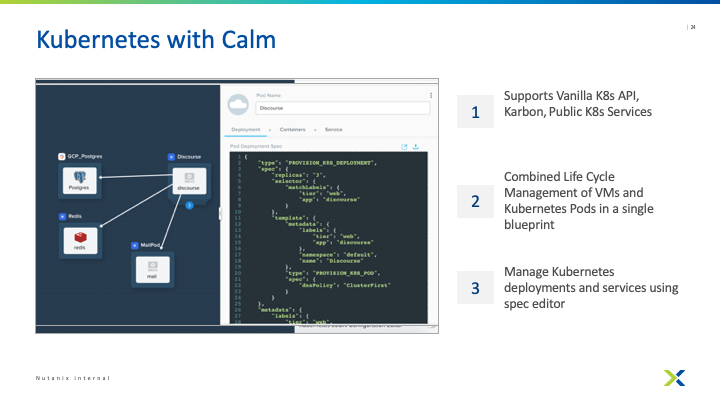 | 24
Kubernetes with Calm
Pod Name
Discourse
Deployment
Containers
Service
Pod Deployment Spec
GCP_Postgres
Postgres
Discourse
discourse
Redis
redis
MailPod
mail
1 {
2 "type": "PROVISION_K8S_DEPLOYMENT",
3 "spec": {
4 "replicas": "3",
5 "selector": {
6 "matchLabels": {
7 "tier": "web",
8 "app": "discourse"
9 }
10 },
11 "template": {
12 "metadata": {
13 "labels": {
14 "tier": "web",
15 "app": "discourse"
16 },
17 "namespace": "default",
18 "name": "Discourse"
19 },
20 "type": "PROVISION_K8S_POD",
21 "spec": {
22 "dnsPolicy": "ClusterFirst"
23 }
24 }
25 },
26 "metadata": {
27 "labels": {
28 "tier": "web",
1
Supports Vanilla K8s API,
Karbon, Public K8s Services
2
Combined Life Cycle
Management of VMs and
Kubernetes Pods in a single
blueprint
3
Manage Kubernetes
deployments and services using
spec editor
Nutanix internal